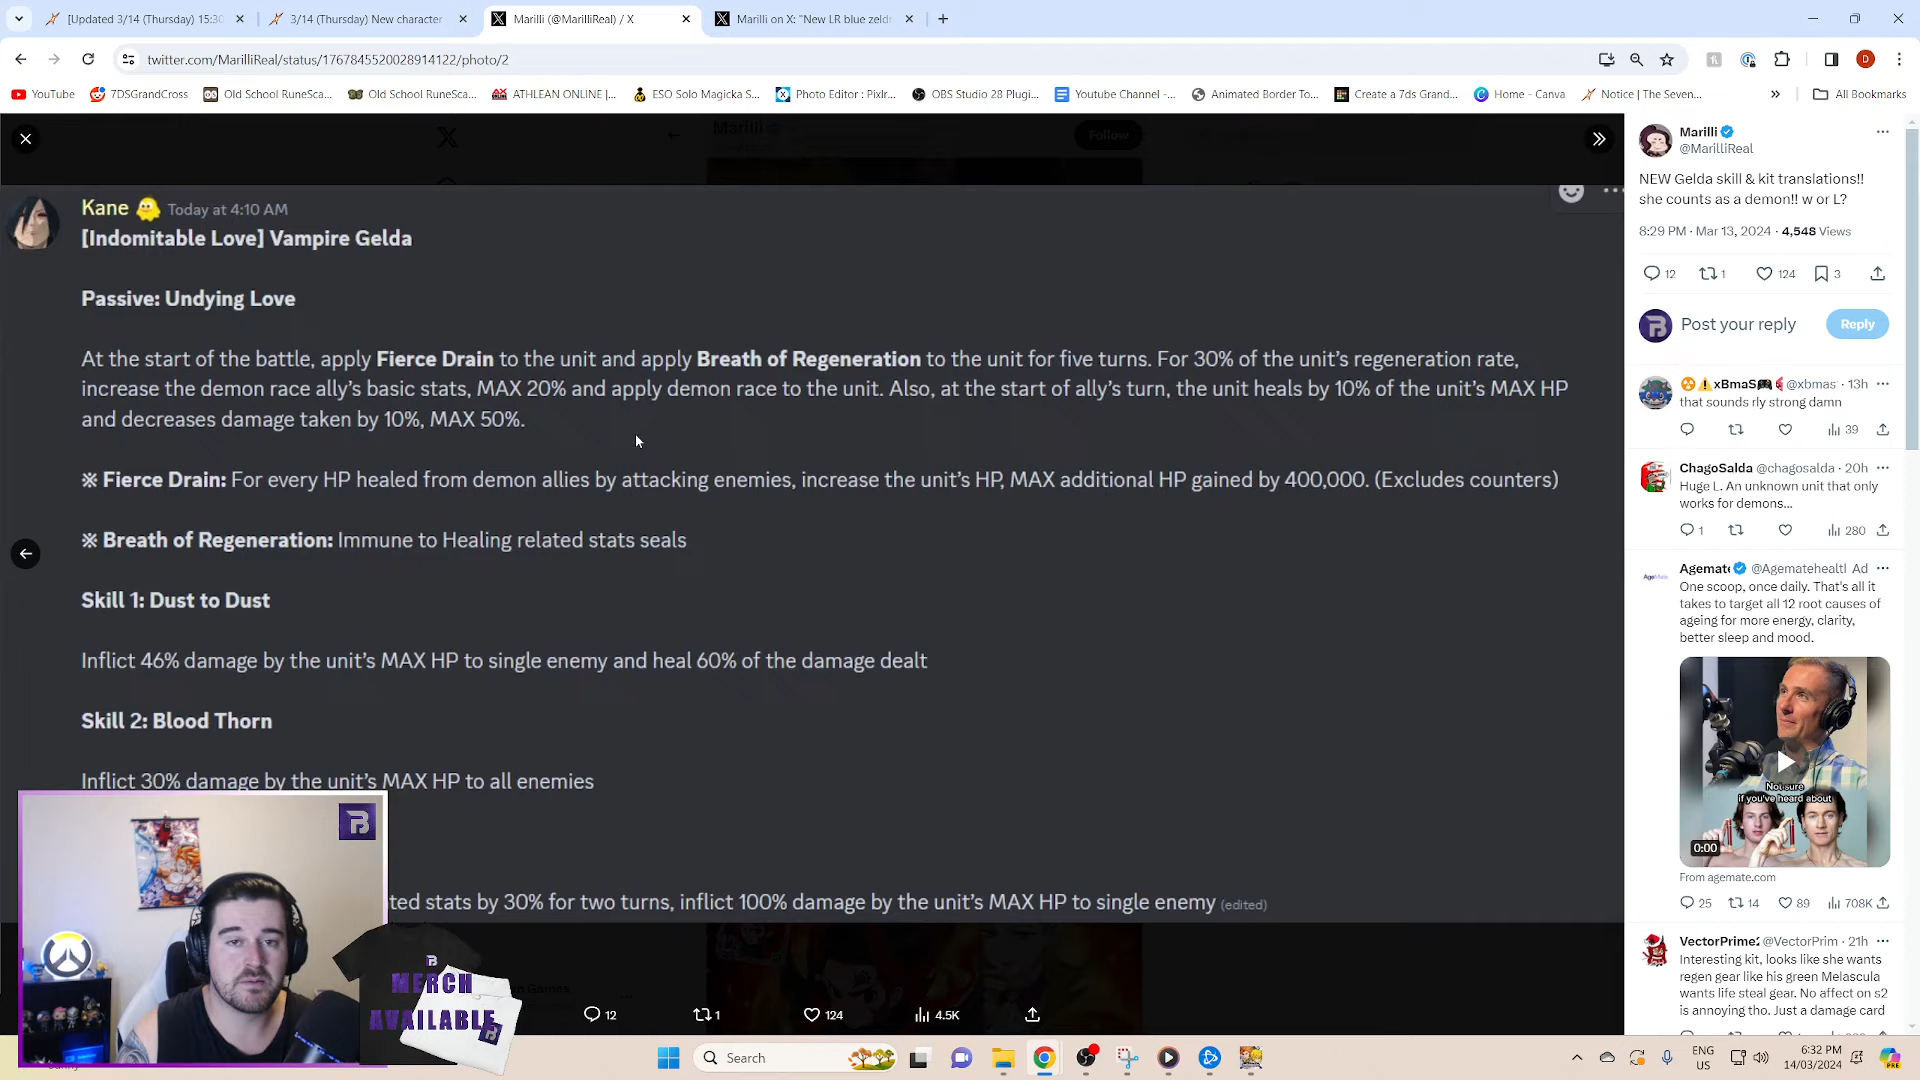 [Updated 3/14 (Thursday) 15:30
3/14 (Thursday) New character
Marilli (@MarilliReal) / X
Marilli on X: "New LR blue zeldr
twitter.com/MarilliReal/status/1767845520028914122/photo/2
YouTube
7DSGrandCross
Old School RuneSca...
Old School RuneSca...
ATHLEAN ONLINE |...
ESO Solo Magicka S...
Photo Editor : Pixlr...
OBS Studio 28 Plugi...
Youtube Channel -...
Animated Border To...
Create a 7ds Grand...
Home - Canva
Notice | The Seven...
All Bookmarks
Marilli
Follow
Kane Today at 4:10 AM
[Indomitable Love] Vampire Gelda
Passive: Undying Love
At the start of the battle, apply Fierce Drain to the unit and apply Breath of Regeneration to the unit for five turns. For 30% of the unit's regeneration rate,
increase the demon race ally's basic stats, MAX 20% and apply demon race to the unit. Also, at the start of ally's turn, the unit heals by 10% of the unit's MAX HP
and decreases damage taken by 10%, MAX 50%.
※ Fierce Drain: For every HP healed from demon allies by attacking enemies, increase the unit's HP, MAX additional HP gained by 400,000. (Excludes counters)
※ Breath of Regeneration: Immune to Healing related stats seals
Skill 1: Dust to Dust
Inflict 46% damage by the unit's MAX HP to single enemy and heal 60% of the damage dealt
Skill 2: Blood Thorn
Inflict 30% damage by the unit's MAX HP to all enemies
ted stats by 30% for two turns, inflict 100% damage by the unit's MAX HP to single enemy (edited)
MERCH
AVAILABLE
12
1
124
4.5K
Marilli
@MarilliReal
NEW Gelda skill & kit translations!!
she counts as a demon!! w or L?
8:29 PM · Mar 13, 2024 · 4,548 Views
12
1
124
3
Post your reply
Reply
xBmaS @xbmas · 13h
that sounds rly strong damn
39
ChagoSalda @chagosalda · 20h
Huge L. An unknown unit that only
works for demons...
1
280
Agemate @Agematehealtl Ad
One scoop, once daily. That's all it
takes to target all 12 root causes of
ageing for more energy, clarity,
better sleep and mood.
AgeMate
Not sure
if you've heard about
0:00
From agemate.com
25
14
89
708K
VectorPrime2 @VectorPrim · 21h
Interesting kit, looks like she wants
regen gear like his green Melascula
wants life steal gear. No affect on s2
is annoying tho. Just a damage card
Search
ENG
US
6:32 PM
14/03/2024